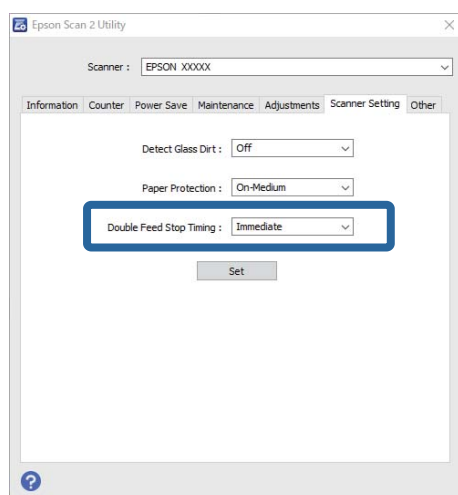 Epson Scan 2 Utility
Scanner : EPSON XXXXX
Information Counter Power Save Maintenance Adjustments Scanner Setting Other
Detect Glass Dirt : Off
Paper Protection : On-Medium
Double Feed Stop Timing : Immediate
Set
?